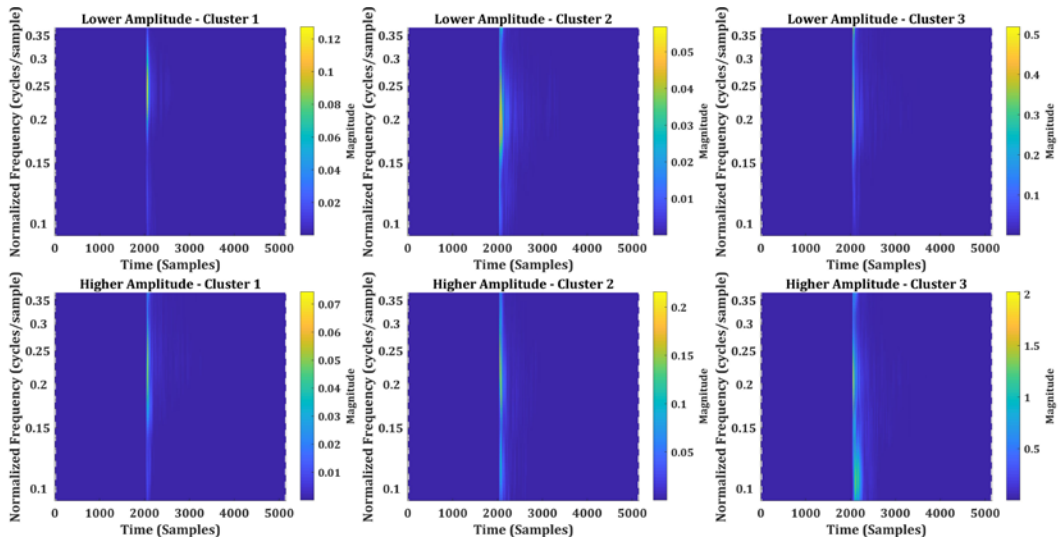 Lower Amplitude - Cluster 1
Normalized Frequency (cycles/sample)
0.35
0.3
0.25
0.2
0.15
0.1
0 1000 2000 3000 4000 5000
Time (Samples)
0.12
0.1
0.08
0.06
0.04
0.02
Magnitude
Lower Amplitude - Cluster 2
Normalized Frequency (cycles/sample)
0.35
0.3
0.25
0.2
0.15
0.1
0 1000 2000 3000 4000 5000
Time (Samples)
0.05
0.04
0.03
0.02
0.01
Magnitude
Lower Amplitude - Cluster 3
Normalized Frequency (cycles/sample)
0.35
0.3
0.25
0.2
0.15
0.1
0 1000 2000 3000 4000 5000
Time (Samples)
0.5
0.4
0.3
0.2
0.1
Magnitude
Higher Amplitude - Cluster 1
Normalized Frequency (cycles/sample)
0.35
0.3
0.25
0.2
0.15
0.1
0 1000 2000 3000 4000 5000
Time (Samples)
0.07
0.06
0.05
0.04
0.03
0.02
0.01
Magnitude
Higher Amplitude - Cluster 2
Normalized Frequency (cycles/sample)
0.35
0.3
0.25
0.2
0.15
0.1
0 1000 2000 3000 4000 5000
Time (Samples)
0.2
0.15
0.1
0.05
Magnitude
Higher Amplitude - Cluster 3
Normalized Frequency (cycles/sample)
0.35
0.3
0.25
0.2
0.15
0.1
0 1000 2000 3000 4000 5000
Time (Samples)
2
1.5
1
0.5
Magnitude